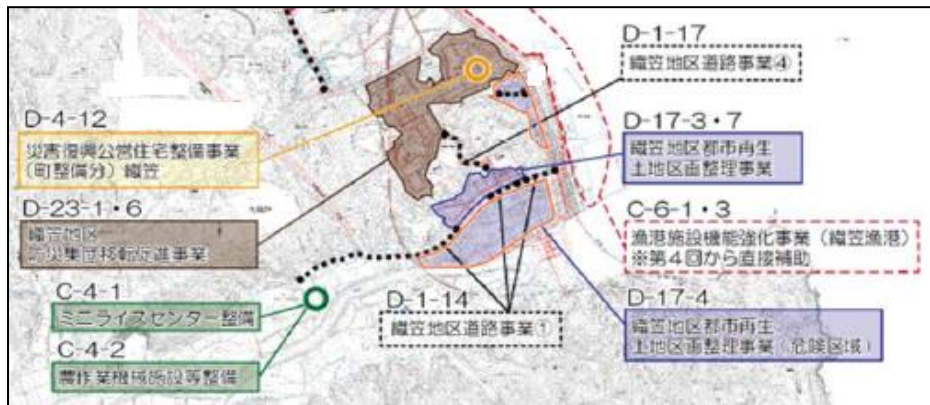 D-1-17
織笠地区道路事業④
D-4-12
災害復興公営住宅整備事業
(町整備分)織笠
D-17-3・7
織笠地区都市再生
土地区画整理事業
D-23-1・6
織笠地区
防災集団移転促進事業
C-6-1・3
漁港施設機能強化事業(織笠漁港)
※第4回から直接補助
C-4-1
ミニライスセンター整備
D-1-14
織笠地区道路事業①
D-17-4
織笠地区都市再生
土地区画整理事業(危険区域)
C-4-2
農作業機械施設等整備